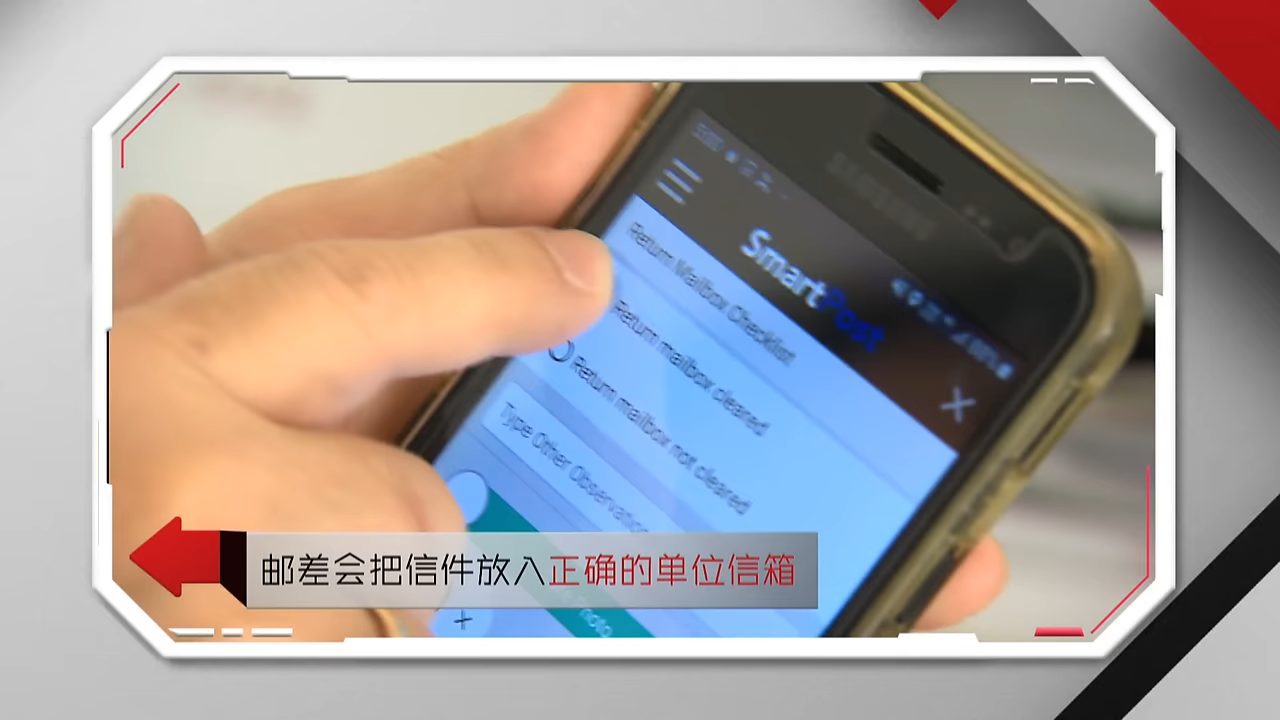 SAMSUNG
SmartPost
Return Mailbox Checklist
Return mailbox cleared
Return mailbox not cleared
Type Other Observation
邮差会把信件放入正确的单位信箱